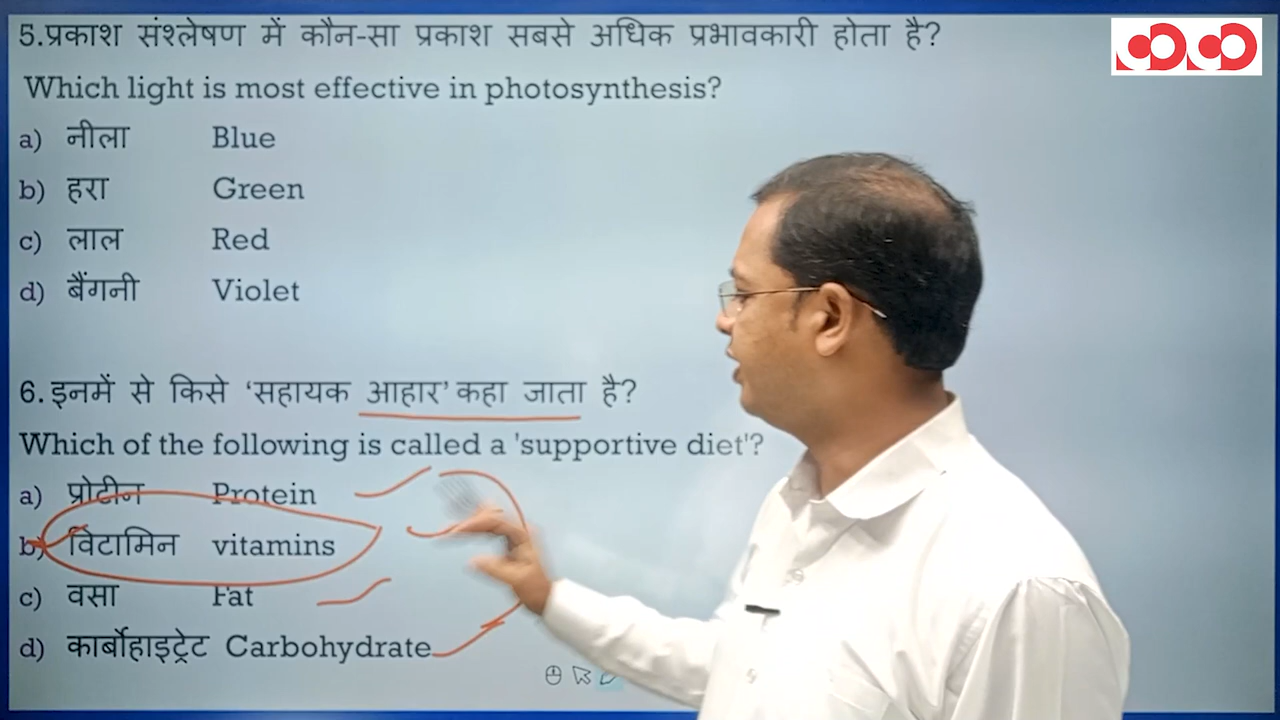 5.प्रकाश संश्लेषण में कौन-सा प्रकाश सबसे अधिक प्रभावकारी होता है?
Which light is most effective in photosynthesis?
a) नीला Blue
b) हरा Green
c) लाल Red
d) बैंगनी Violet
6.इनमें से किसे ‘सहायक आहार’ कहा जाता है?
Which of the following is called a 'supportive diet'?
a) प्रोटीन Protein
b) विटामिन vitamins
c) वसा Fat
d) कार्बोहाइट्रेट Carbohydrate